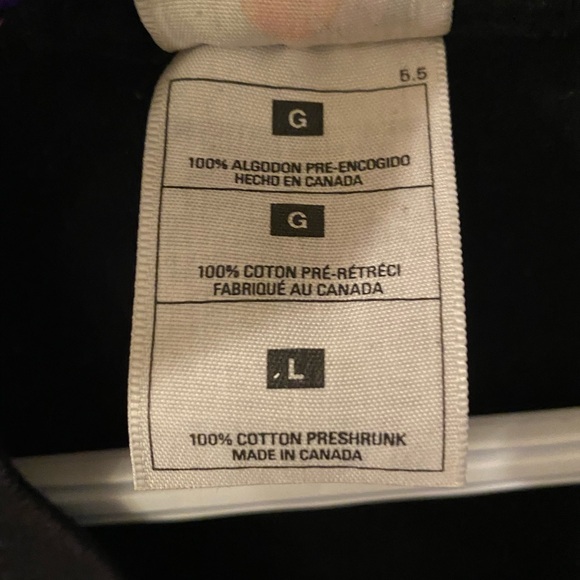 5.5
G
100% ALGODON PRE-ENCOGIDO
HECHO EN CANADA
G
100% COTON PRÉ-RÉTRÉCI
FABRIQUÉ AU CANADA
L
100% COTTON PRESHRUNK
MADE IN CANADA